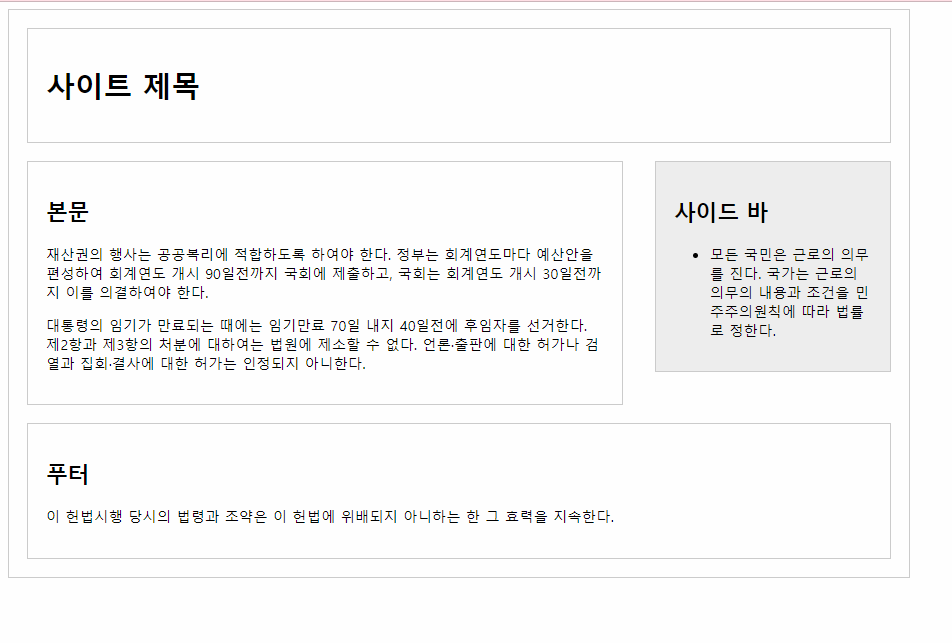 사이트 제목
본문
재산권의 행사는 공공복리에 적합하도록 하여야 한다. 정부는 회계연도마다 예산안을
편성하여 회계연도 개시 90일전까지 국회에 제출하고, 국회는 회계연도 개시 30일전까
지 이를 의결하여야 한다.
대통령의 임기가 만료되는 때에는 임기만료 70일 내지 40일전에 후임자를 선거한다.
제2항과 제3항의 처분에 대하여는 법원에 제소할 수 없다. 언론·출판에 대한 허가나 검
열과 집회·결사에 대한 허가는 인정되지 아니한다.
사이드 바
• 모든 국민은 근로의 의무
를 진다. 국가는 근로의
의무의 내용과 조건을 민
주주의원칙에 따라 법률
로 정한다.
푸터
이 헌법시행 당시의 법령과 조약은 이 헌법에 위배되지 아니하는 한 그 효력을 지속한다.